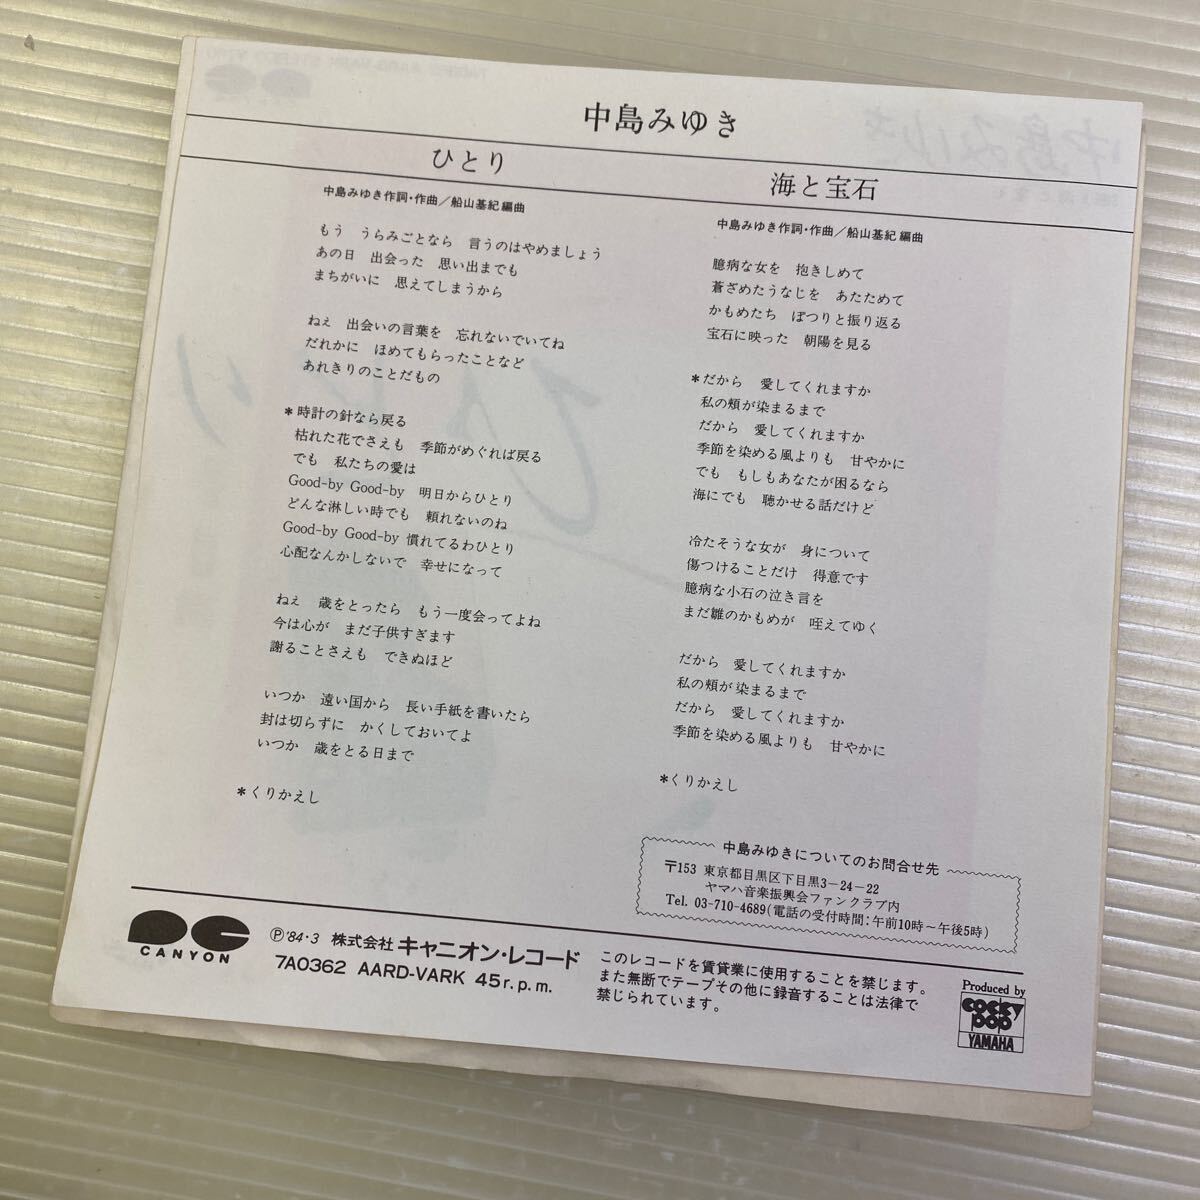 中島みゆき
ひとり
中島みゆき作詞・作曲／船山基紀編曲
もう　うらみごとなら　言うのはやめましょう
あの日　出会った　思い出までも
まちがいに　思えてしまうから
ねぇ　出会いの言葉を　忘れないでいてね
だれかに　ほめてもらったことなど
あれきりのことだもの
＊時計の針なら戻る
枯れた花でさえも　季節がめぐれば戻る
でも　私たちの愛は
Good-by Good-by　明日からひとり
どんな淋しい時でも　頼れないのね
Good-by Good-by 慣れてるわひとり
心配なんかしないで　幸せになって
ねぇ　歳をとったら　もう一度会ってよね
今は心が　まだ子供すぎます
謝ることさえも　できぬほど
いつか　遠い国から　長い手紙を書いたら
封は切らずに　かくしておいてよ
いつか　歳をとる日まで
＊くりかえし
海と宝石
中島みゆき作詞・作曲／船山基紀編曲
臆病な女を　抱きしめて
蒼ざめたうなじを　あたためて
かもめたち　ぽつりと振り返る
宝石に映った　朝陽を見る
＊だから　愛してくれますか
私の頬が染まるまで
だから　愛してくれますか
季節を染める風よりも　甘やかに
でも　もしもあなたが困るなら
海にでも　聴かせる話だけど
冷たそうな女が　身について
傷つけることだけ　得意です
臆病な小石の泣き言を
まだ雛のかもめが　咥えてゆく
だから　愛してくれますか
私の頬が染まるまで
だから　愛してくれますか
季節を染める風よりも　甘やかに
＊くりかえし
中島みゆきについてのお問合せ先
〒153 東京都目黒区下目黒3－24－22
ヤマハ音楽振興会ファンクラブ内
Tel. 03-710-4689(電話の受付時間：午前10時～午後5時)
CANYON
Ⓟ'84・3 株式会社 キャニオン・レコード
7A0362 AARD-VARK 45r.p.m.
このレコードを賃貸業に使用することを禁じます。
また無断でテープその他に録音することは法律で
禁じられています。
Produced by
cocky
pop
YAMAHA